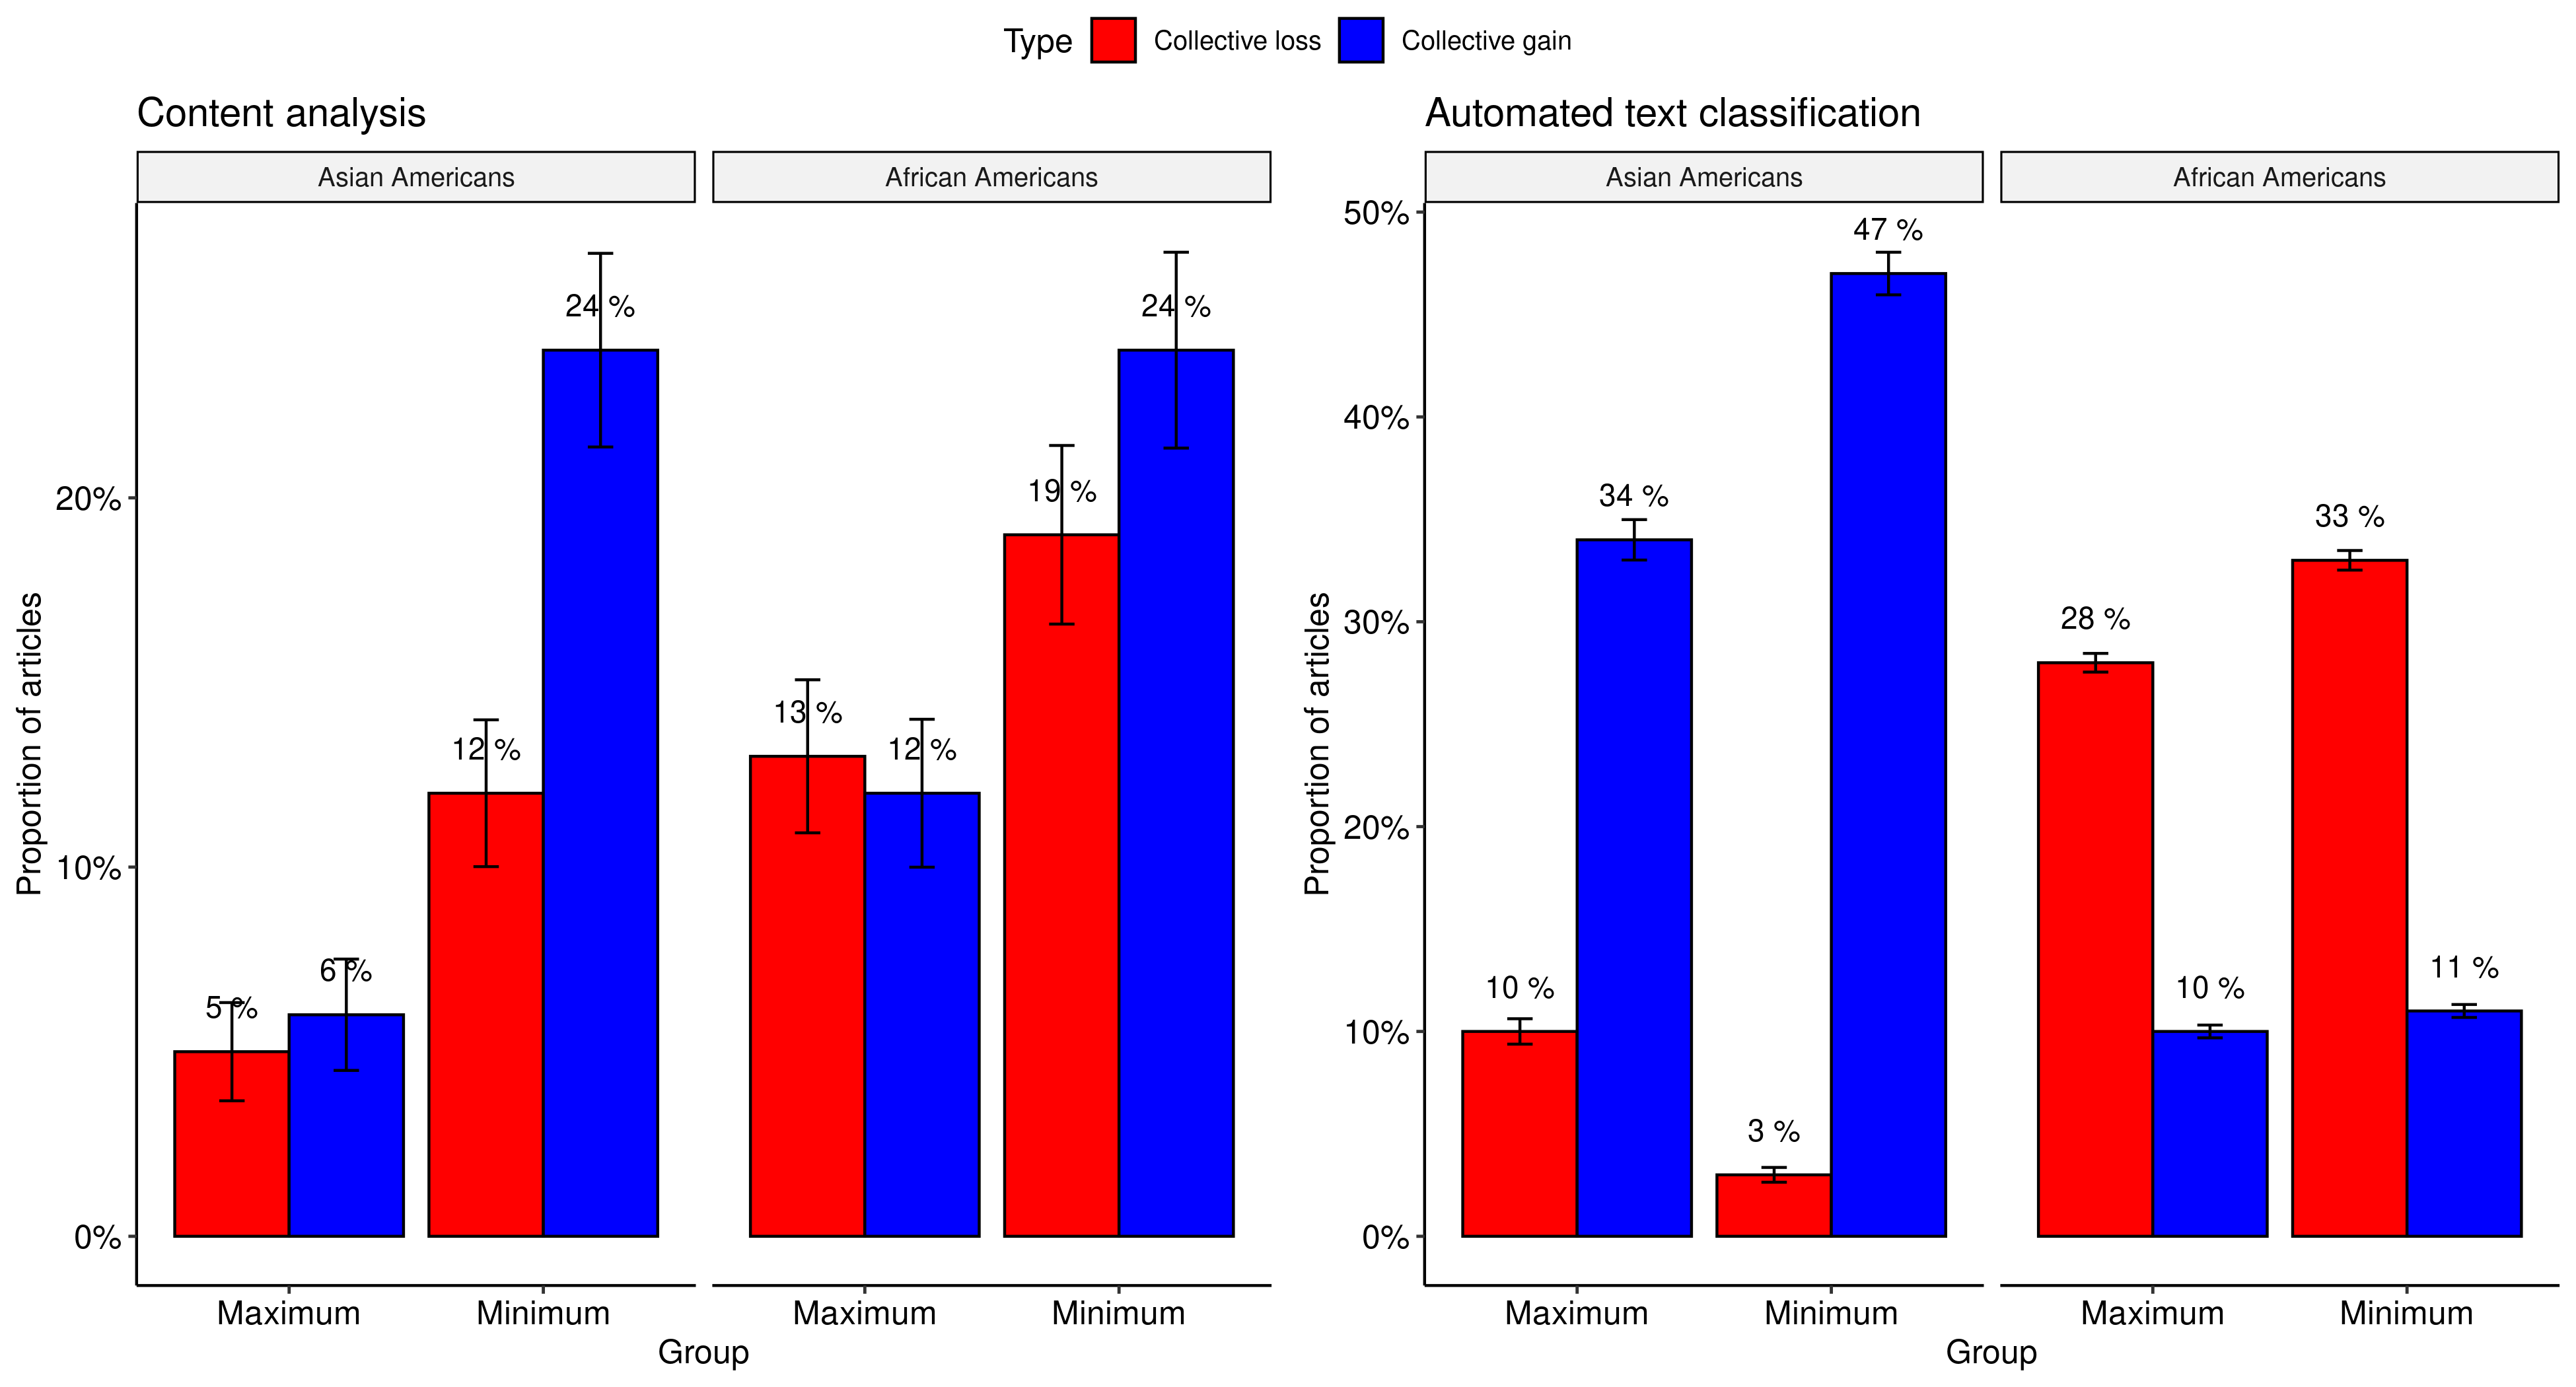 Type Collective loss Collective gain
Content analysis
Asian Americans African Americans
Proportion of articles
20%
10%
0%
5 %
6 %
12 %
24 %
13 %
12 %
19 %
24 %
Maximum Minimum Maximum Minimum
Group
Automated text classification
Asian Americans African Americans
Proportion of articles
50%
40%
30%
20%
10%
0%
10 %
34 %
3 %
47 %
28 %
10 %
33 %
11 %
Maximum Minimum Maximum Minimum
Group